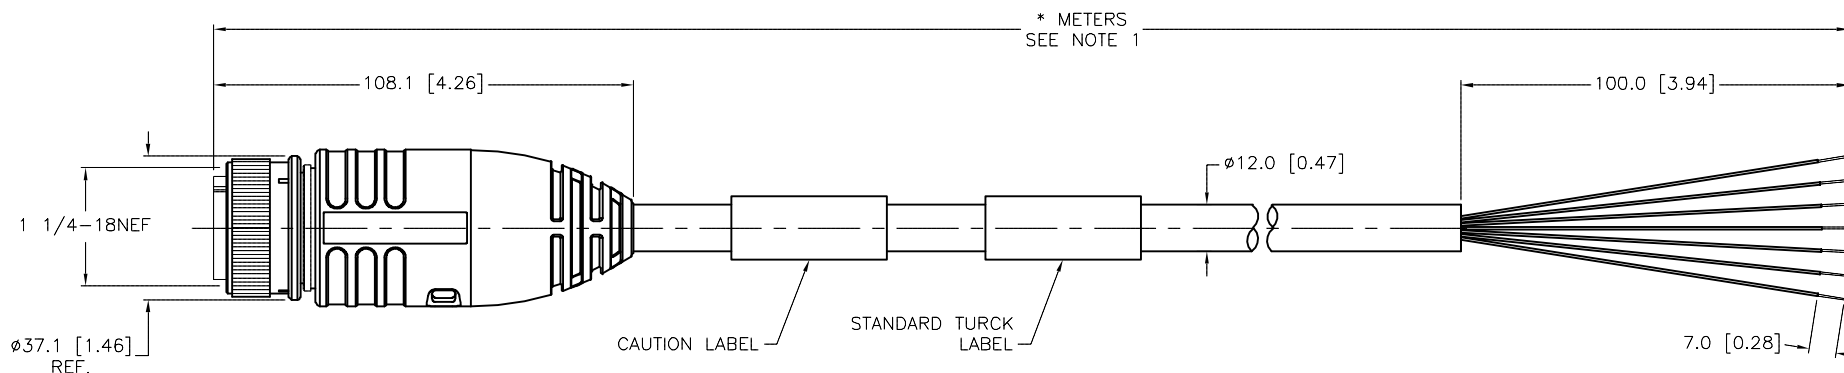 * METERS
SEE NOTE 1
108.1 [4.26]
100.0 [3.94]
ø12.0 [0.47]
1 1/4-18NEF
ø37.1 [1.46]
REF.
CAUTION LABEL
STANDARD TURCK
LABEL
7.0 [0.28]